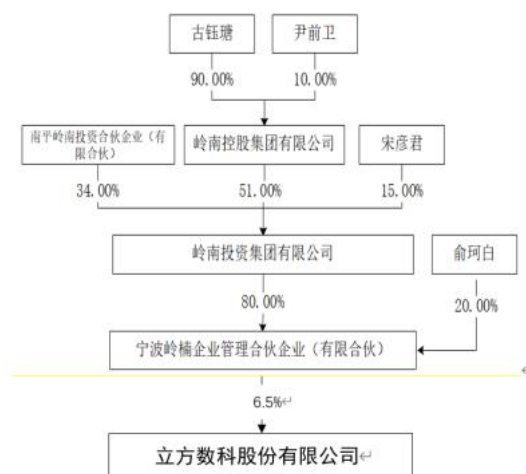 古钰瑭 尹前卫
90.00% 10.00%
南平岭南投资合伙企业（有
限合伙）
岭南控股集团有限公司 宋彦君
34.00% 51.00% 15.00%
岭南投资集团有限公司 俞珂白
80.00% 20.00%
宁波岭楠企业管理合伙企业（有限合伙）
6.5%
立方数科股份有限公司